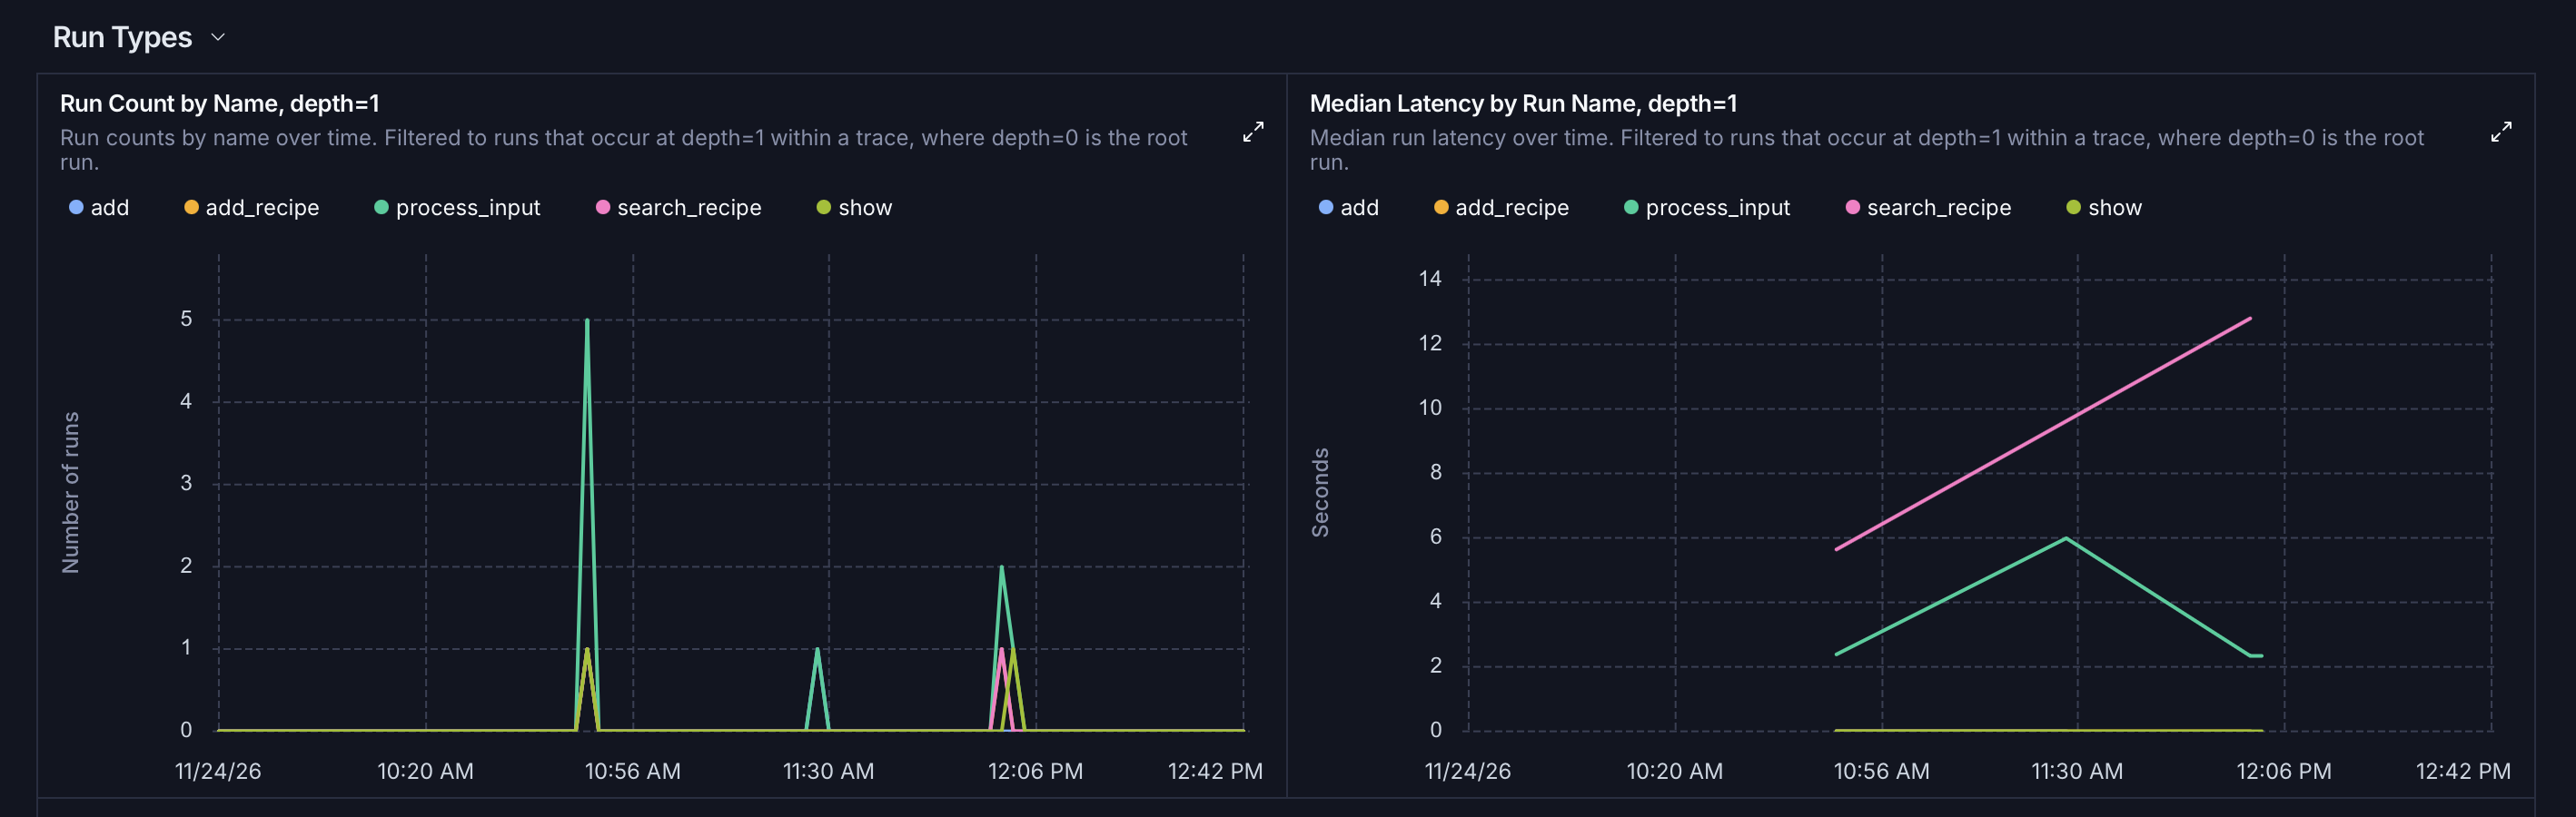 Run Types
Run Count by Name, depth=1
Run counts by name over time. Filtered to runs that occur at depth=1 within a trace, where depth=0 is the root
run.
add add_recipe process_input search_recipe show
Number of runs
5
4
3
2
1
0
11/24/26 10:20 AM 10:56 AM 11:30 AM 12:06 PM 12:42 PM
Median Latency by Run Name, depth=1
Median run latency over time. Filtered to runs that occur at depth=1 within a trace, where depth=0 is the root
run.
add add_recipe process_input search_recipe show
Seconds
14
12
10
8
6
4
2
0
11/24/26 10:20 AM 10:56 AM 11:30 AM 12:06 PM 12:42 PM